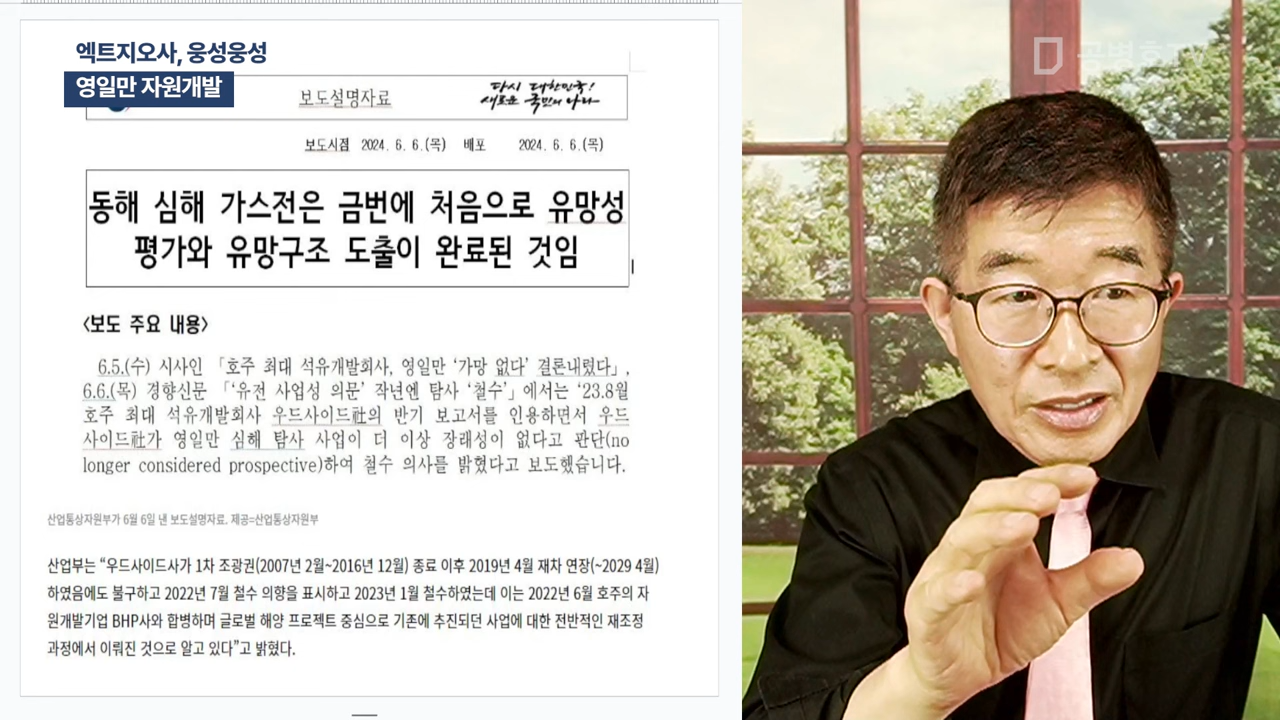 엑트지오사, 웅성웅성
영일만 자원개발
공병호TV
보도설명자료
다시 대한민국!
새로운 국민의 나라
보도시점 2024. 6. 6.(목) 배포 2024. 6. 6.(목)
동해 심해 가스전은 금번에 처음으로 유망성
평가와 유망구조 도출이 완료된 것임
<보도 주요 내용>
6.5.(수) 시사인 「호주 최대 석유개발회사, 영일만 ‘가망 없다’ 결론내렸다」,
6.6.(목) 경향신문 「‘유전 사업성 의문’ 작년엔 탐사 ‘철수’」에서는 ‘23.8월
호주 최대 석유개발회사 우드사이드社의 반기 보고서를 인용하면서 우드
사이드社가 영일만 심해 탐사 사업이 더 이상 장래성이 없다고 판단(no
longer considered prospective)하여 철수 의사를 밝혔다고 보도했습니다.
산업통상자원부가 6월 6일 낸 보도설명자료. 제공=산업통상자원부
산업부는 “우드사이드사가 1차 조광권(2007년 2월~2016년 12월) 종료 이후 2019년 4월 재차 연장(~2029 4월)
하였음에도 불구하고 2022년 7월 철수 의향을 표시하고 2023년 1월 철수하였는데 이는 2022년 6월 호주의 자
원개발기업 BHP사와 합병하며 글로벌 해양 프로젝트 중심으로 기존에 추진되던 사업에 대한 전반적인 재조정
과정에서 이뤄진 것으로 알고 있다”고 밝혔다.